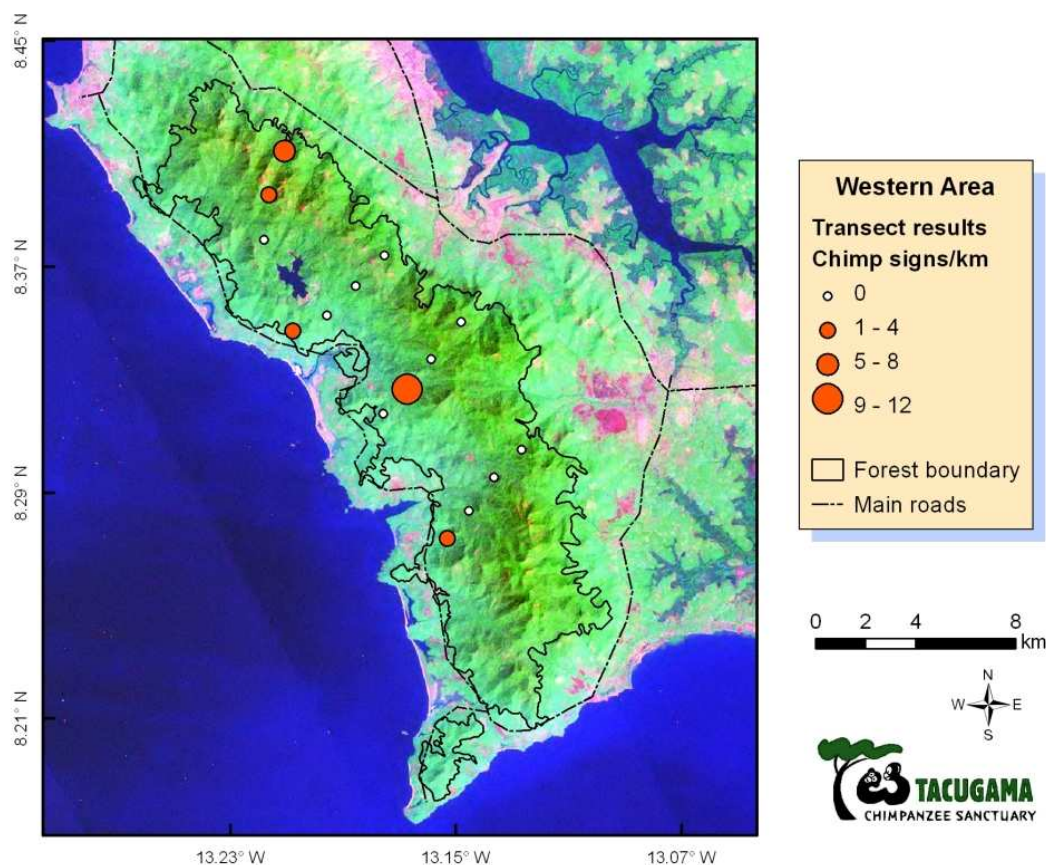 8.45° N
8.37° N
8.29° N
8.21° N
13.23° W
13.15° W
13.07° W
Western Area
Transect results
Chimp signs/km
0
1 - 4
5 - 8
9 - 12
Forest boundary
Main roads
0 2 4 8
km
N
W E
S
TACUGAMA
CHIMPANZEE SANCTUARY